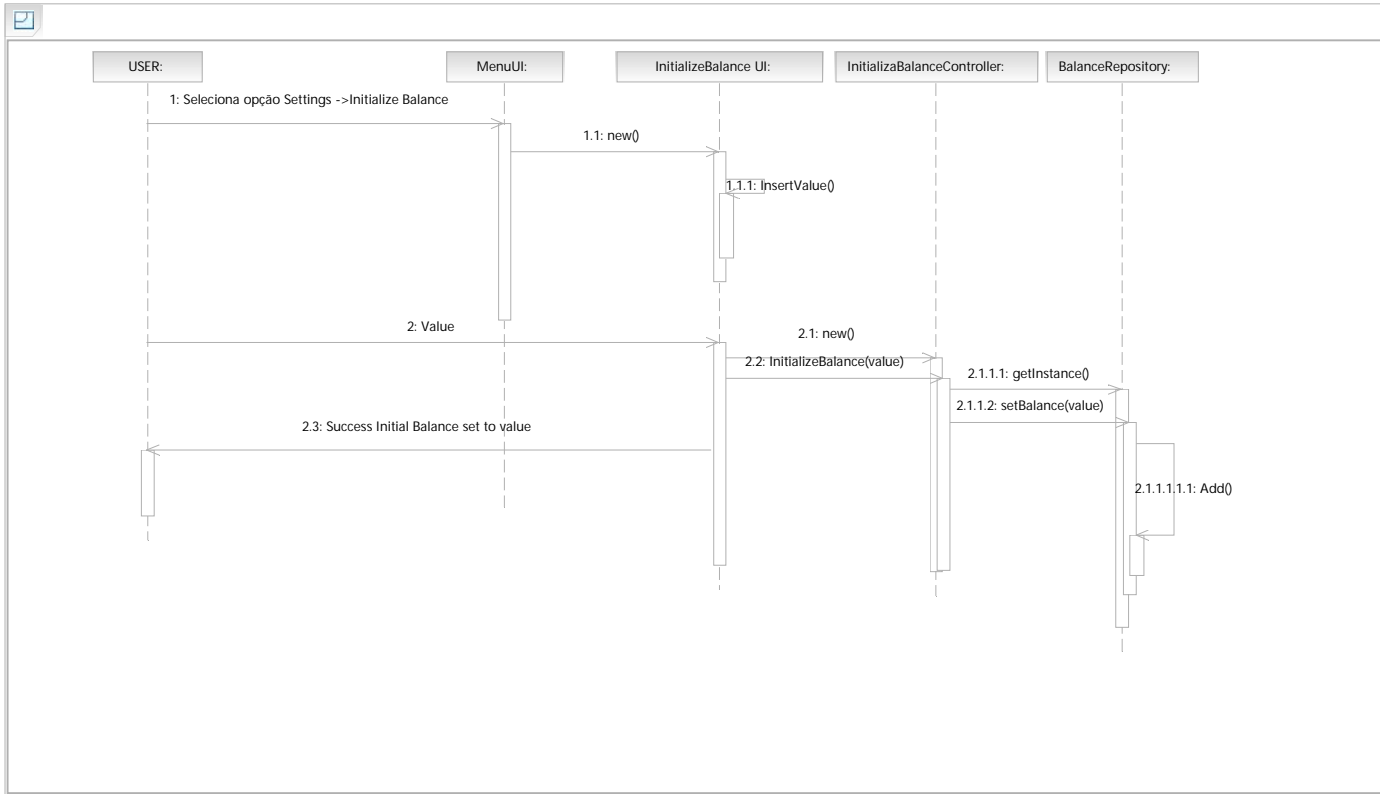 USER:
MenuUI:
InitializeBalance UI:
InitializaBalanceController:
BalanceRepository:
1: Seleciona opção Settings ->Initialize Balance
1.1: new()
1.1.1: InsertValue()
2: Value
2.1: new()
2.2: InitializeBalance(value)
2.1.1.1: getInstance()
2.1.1.2: setBalance(value)
2.3: Success Initial Balance set to value
2.1.1.1.1.1: Add()